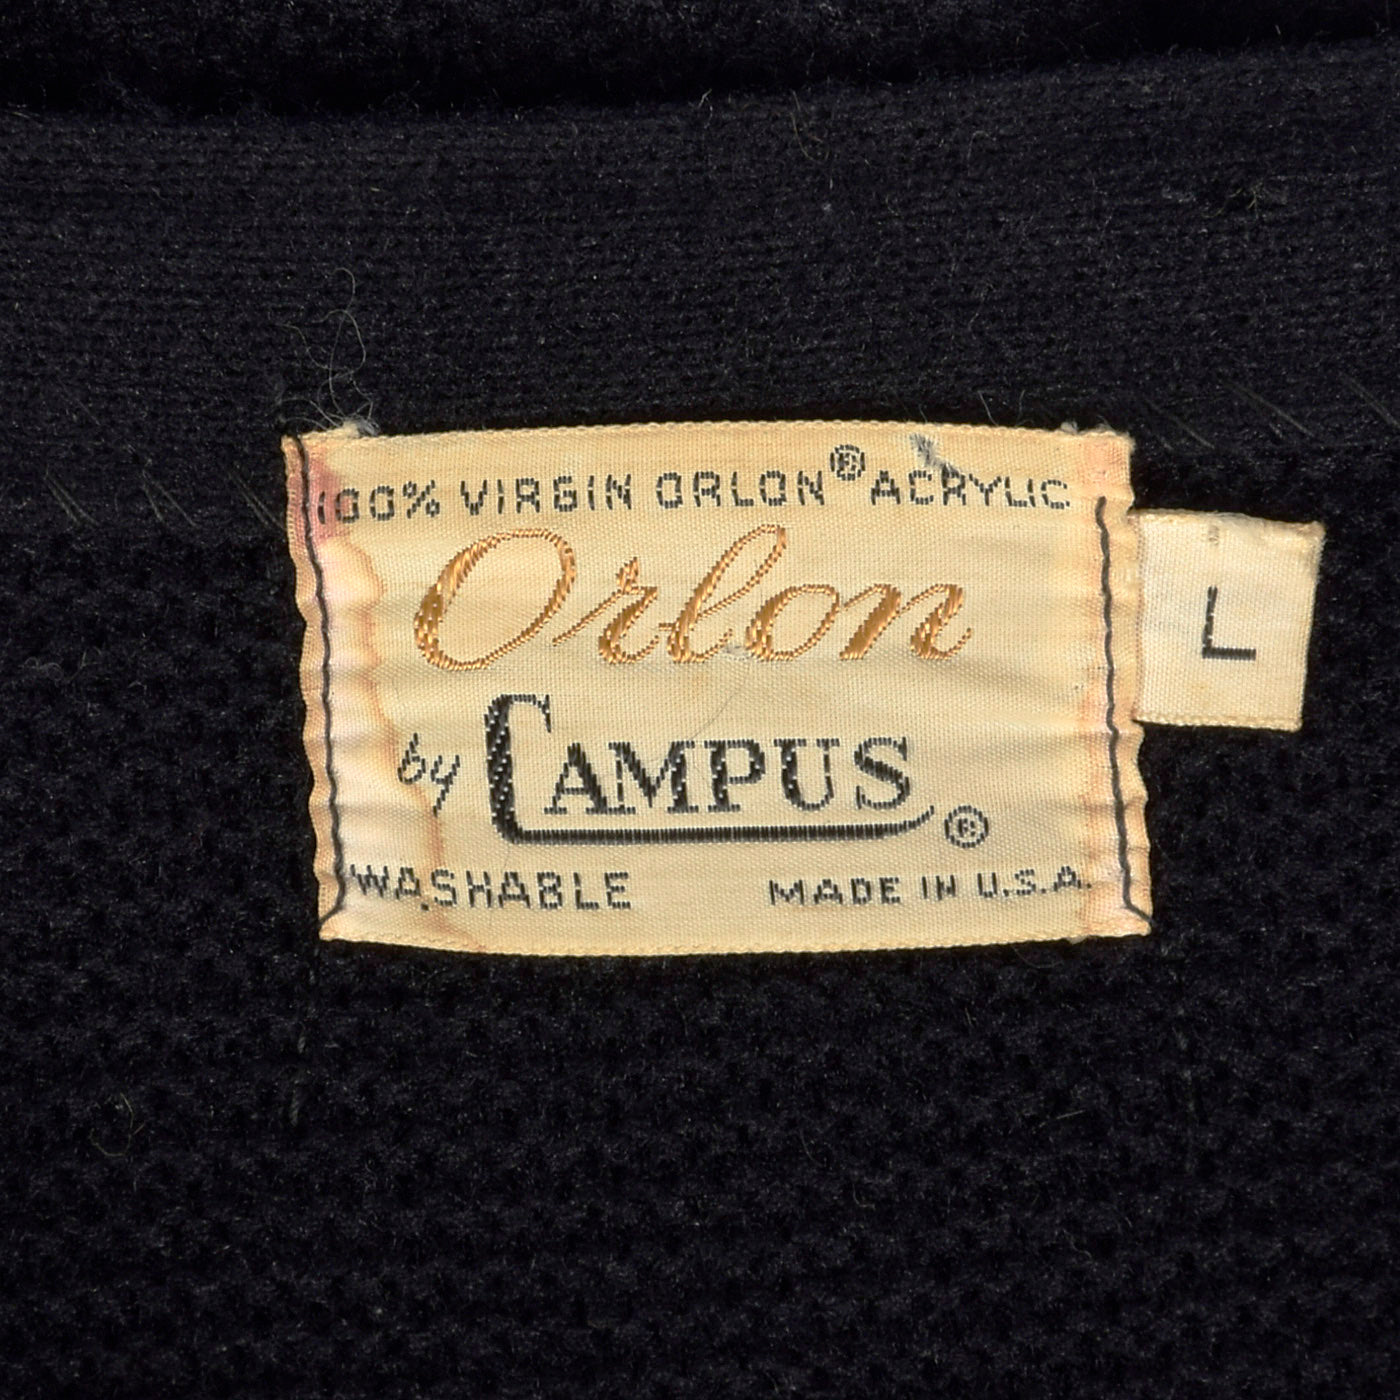 100% VIRGIN ORLON® ACRYLIC
Orlon
by CAMPUS®
WASHABLE MADE IN U.S.A.
L